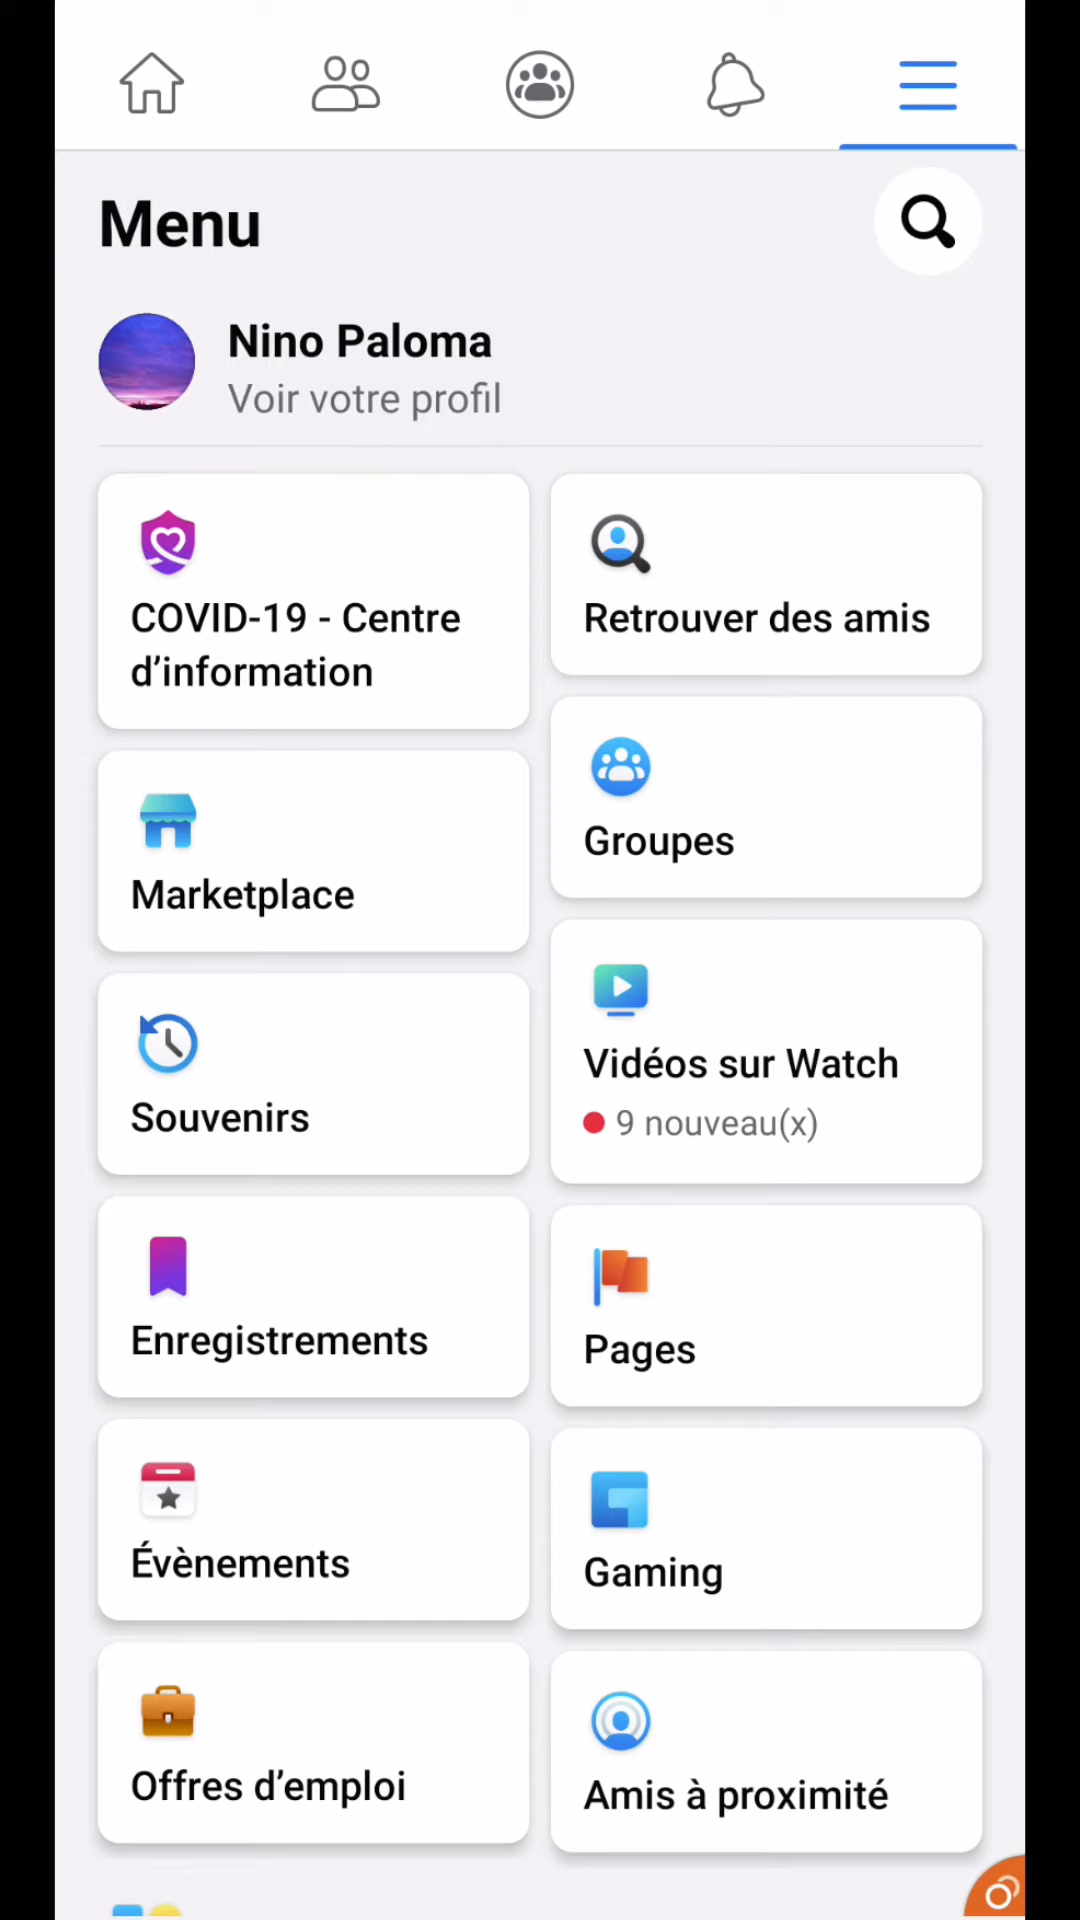 Menu
Nino Paloma
Voir votre profil
COVID-19 - Centre
d’information
Retrouver des amis
Marketplace
Groupes
Souvenirs
Vidéos sur Watch
9 nouveau(x)
Enregistrements
Pages
Évènements
Gaming
Offres d’emploi
Amis à proximité